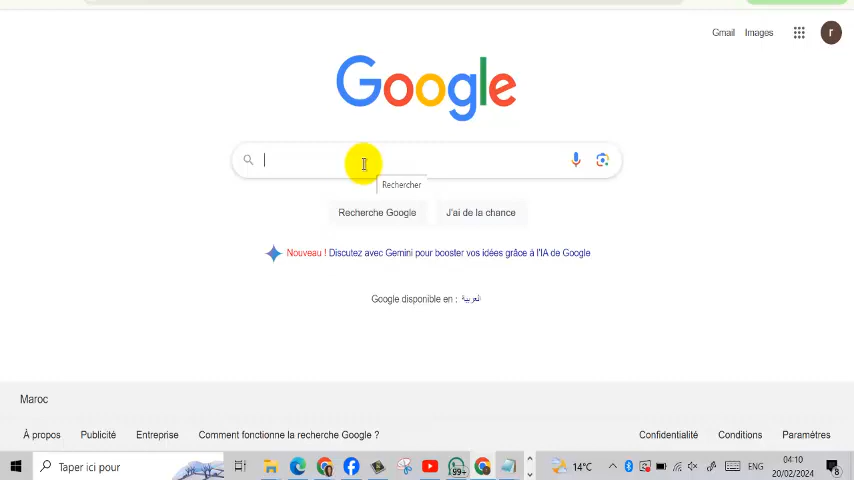 Gmail Images
r
Google
Rechercher
Recherche Google J'ai de la chance
Nouveau ! Discutez avec Gemini pour booster vos idées grâce à l'IA de Google
Google disponible en : العربية
Maroc
À propos Publicité Entreprise Comment fonctionne la recherche Google ? Confidentialité Conditions Paramètres
Taper ici pour 99+ 14°C ENG 04:10
20/02/2024 8